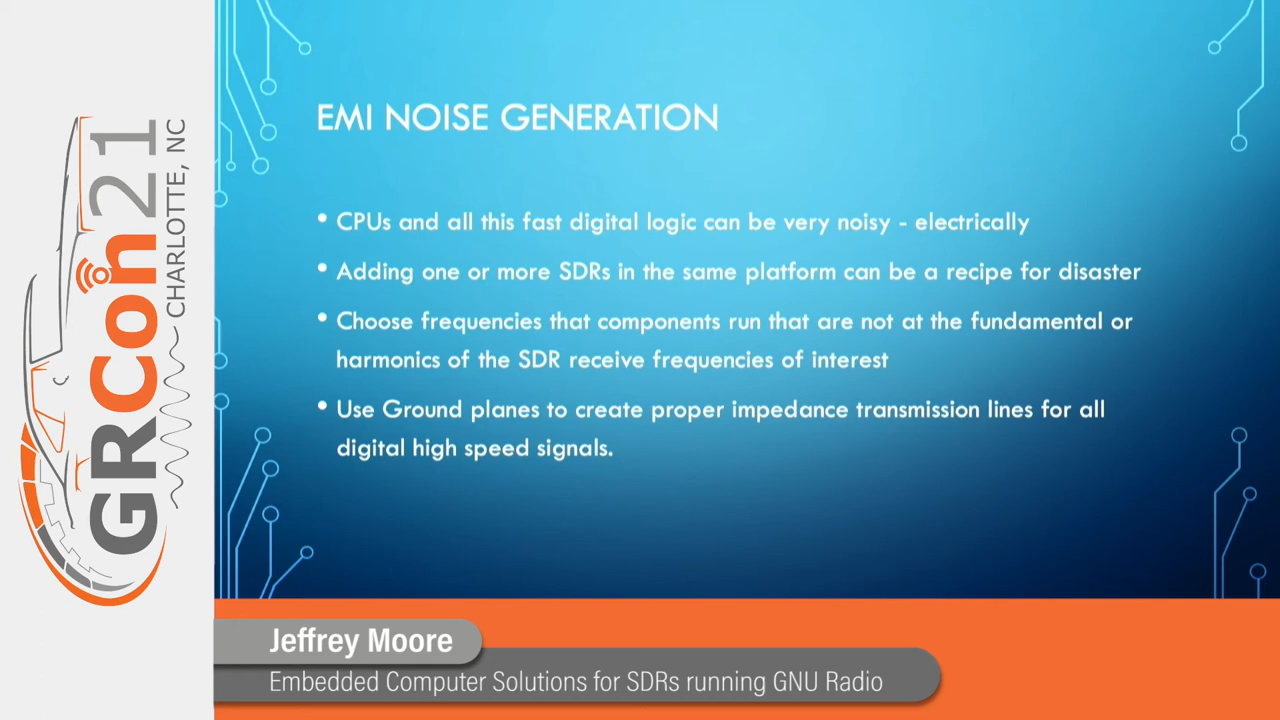 GRCon21
CHARLOTTE, NC
EMI NOISE GENERATION
• CPUs and all this fast digital logic can be very noisy - electrically
• Adding one or more SDRs in the same platform can be a recipe for disaster
• Choose frequencies that components run that are not at the fundamental or
harmonics of the SDR receive frequencies of interest
• Use Ground planes to create proper impedance transmission lines for all
digital high speed signals.
Jeffrey Moore
Embedded Computer Solutions for SDRs running GNU Radio